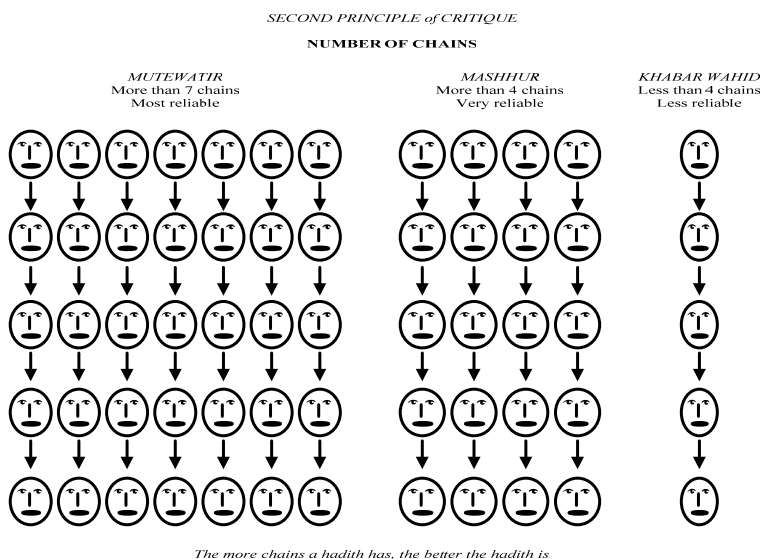 SECOND PRINCIPLE of CRITIQUE
NUMBER OF CHAINS
MUTEWATIR
More than 7 chains
Most reliable
MASHHUR
More than 4 chains
Very reliable
KHABAR WAHID
Less than 4 chains
Less reliable
The more chains a hadith has, the better the hadith is